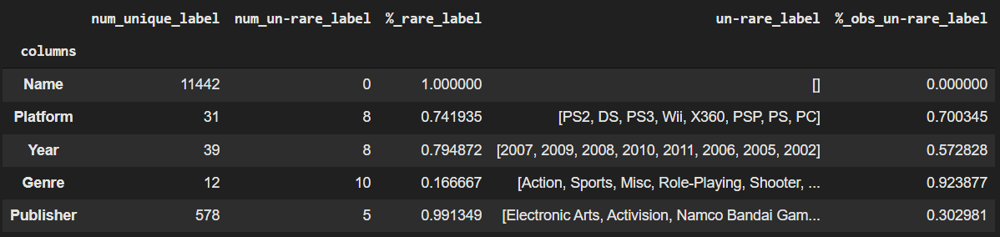 num_unique_label num_un-rare_label %_rare_label un-rare_label %_obs_un-rare_label
columns
Name 11442 0 1.000000 [] 0.000000
Platform 31 8 0.741935 [PS2, DS, PS3, Wii, X360, PSP, PS, PC] 0.700345
Year 39 8 0.794872 [2007, 2009, 2008, 2010, 2011, 2006, 2005, 2002] 0.572828
Genre 12 10 0.166667 [Action, Sports, Misc, Role-Playing, Shooter, ... 0.923877
Publisher 578 5 0.991349 [Electronic Arts, Activision, Namco Bandai Gam... 0.302981